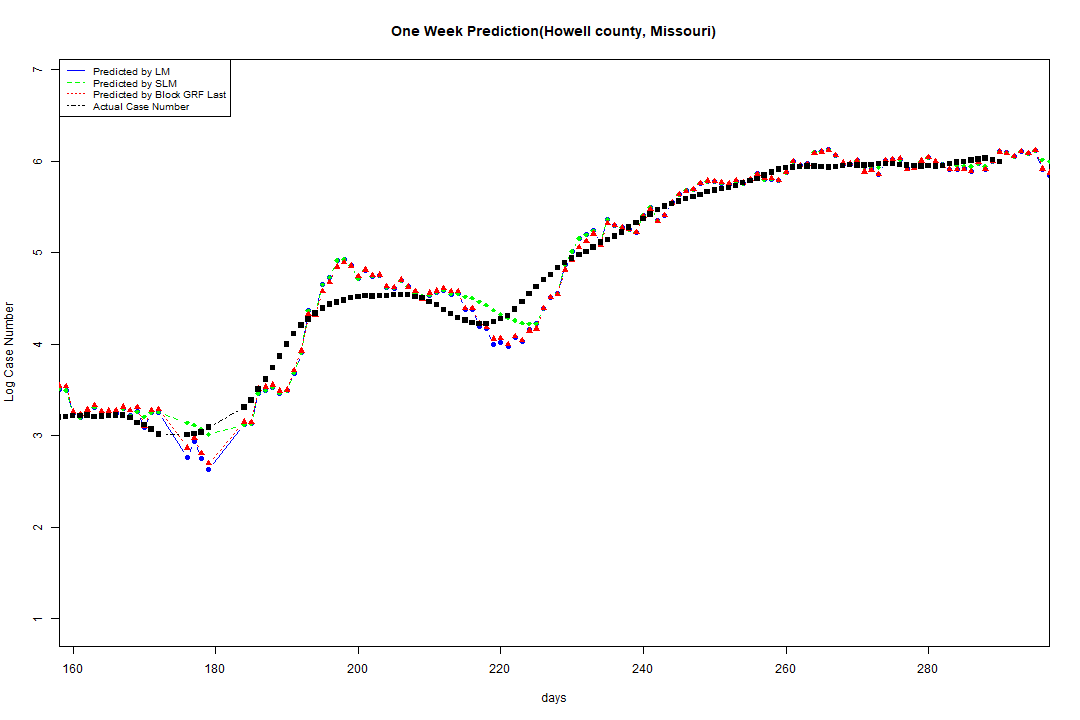 One Week Prediction(Howell county, Missouri)
Predicted by LM
Predicted by SLM
Predicted by Block GRF Last
Actual Case Number
7
6
5
4
3
2
1
Log Case Number
160 180 200 220 240 260 280
days